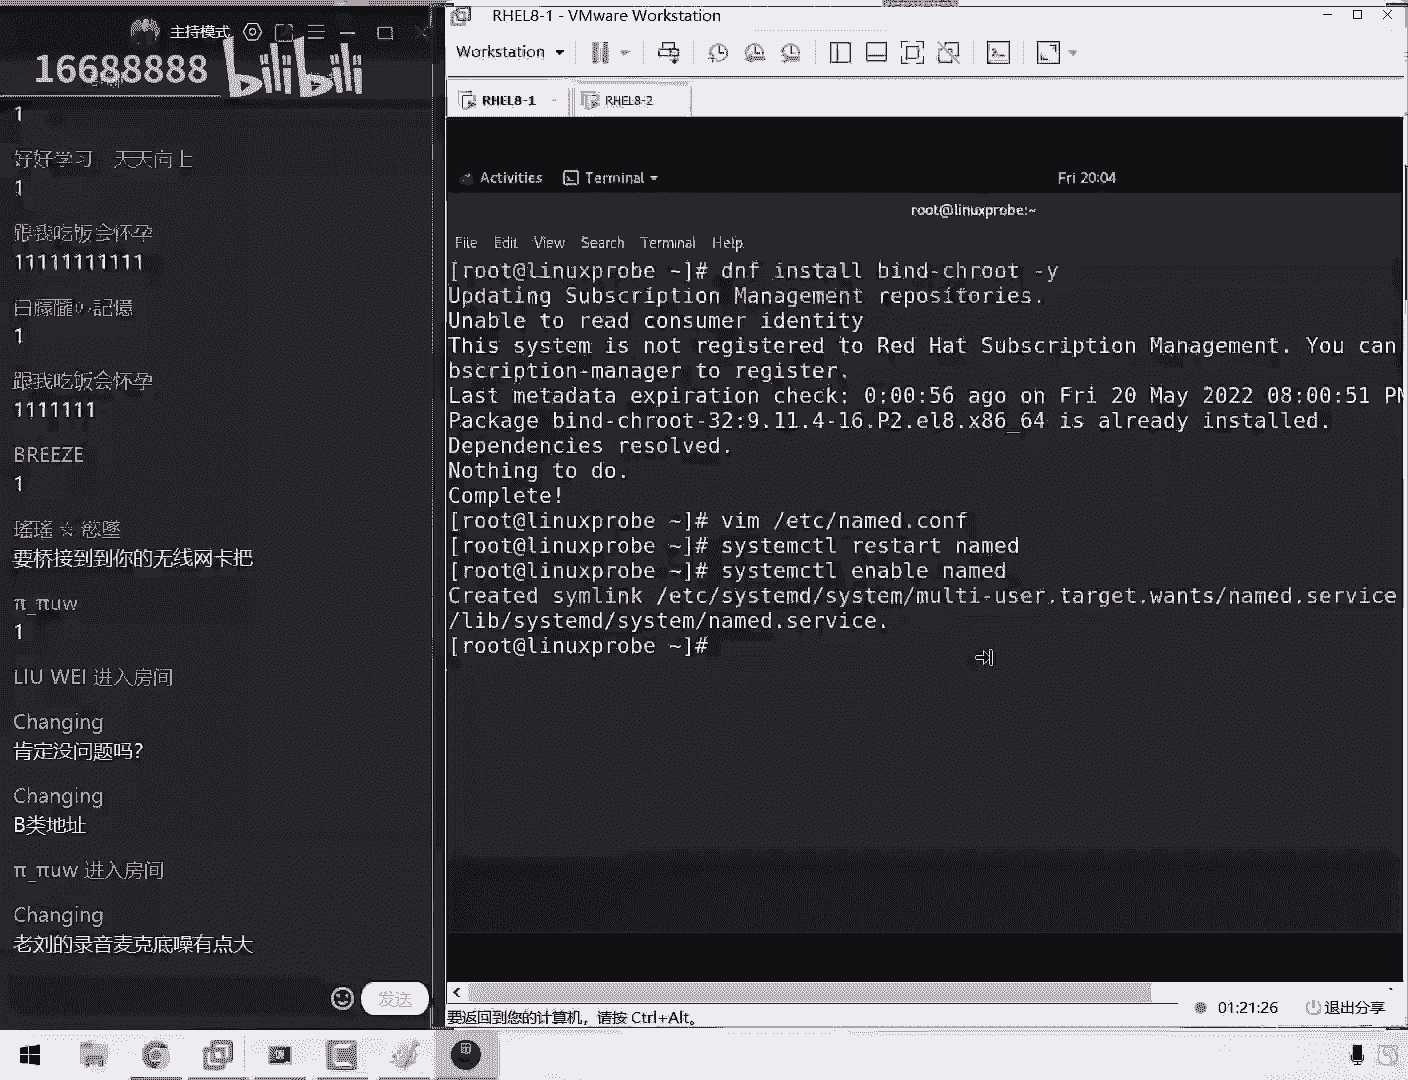 主持模式
16688888
bilibili
1
好好学习 天天向上
1
跟我吃饭会怀孕
11111111111
記憶
1
跟我吃饭会怀孕
1111111
BREEZE
1
瑶瑶 ☆
要桥接到到你的无线网卡把
π_πuw
1
LIU WEI 进入房间
Changing
肯定没问题吗?
Changing
B类地址
π_πuw 进入房间
Changing
老刘的录音麦克底噪有点大
发送
RHEL8-1 - VMware Workstation
Workstation
RHEL8-1
RHEL8-2
Activities
Terminal
Fri 20:04
root@linuxprobe:~
File Edit View Search Terminal Help
[root@linuxprobe ~]# dnf install bind-chroot -y
Updating Subscription Management repositories.
Unable to read consumer identity
This system is not registered to Red Hat Subscription Management. You can
bscription-manager to register.
Last metadata expiration check: 0:00:56 ago on Fri 20 May 2022 08:00:51 PM
Package bind-chroot-32:9.11.4-16.P2.el8.x86_64 is already installed.
Dependencies resolved.
Nothing to do.
Complete!
[root@linuxprobe ~]# vim /etc/named.conf
[root@linuxprobe ~]# systemctl restart named
[root@linuxprobe ~]# systemctl enable named
Created symlink /etc/systemd/system/multi-user.target.wants/named.service
/lib/systemd/system/named.service.
[root@linuxprobe ~]#
01:21:26
退出分享
要返回到您的计算机，请按 Ctrl+Alt。